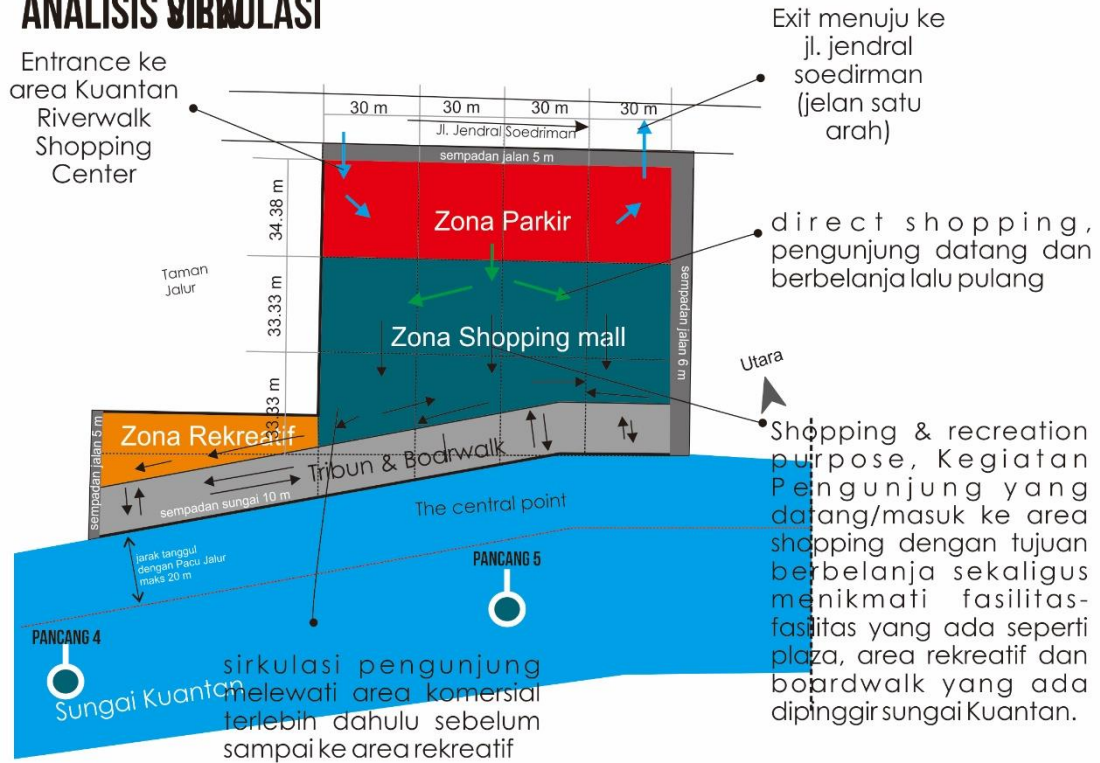 ANALISIS SIRKULASI
Entrance ke
area Kuantan
Riverwalk
Shopping
Center
Exit menuju ke
jl. jendral
soedirman
(jelan satu
arah)
30 m
30 m
30 m
30 m
Jl. Jendral Soedriman
sempadan jalan 5 m
34.38 m
Zona Parkir
direct shopping,
pengunjung datang dan
berbelanja lalu pulang
Taman
Jalur
33.33 m
Zona Shopping mall
sempadan jalan 6 m
Utara
33.33 m
sempadan jalan 5 m
Zona Rekreatif
Tribun & Bodrwalk
sempadan sungai 10 m
The central point
jarak tanggul
dengan Pacu Jalur
maks 20 m
Shopping & recreation
purpose, Kegiatan
Pengunjung yang
datang/masuk ke area
shopping dengan tujuan
berbelanja sekaligus
menikmati fasilitas-
fasilitas yang ada seperti
plaza, area rekreatif dan
boardwalk yang ada
dipinggir sungai Kuantan.
PANCANG 5
PANCANG 4
Sungai Kuantan
sirkulasi pengunjung
melewati area komersial
terlebih dahulu sebelum
sampai ke area rekreatif